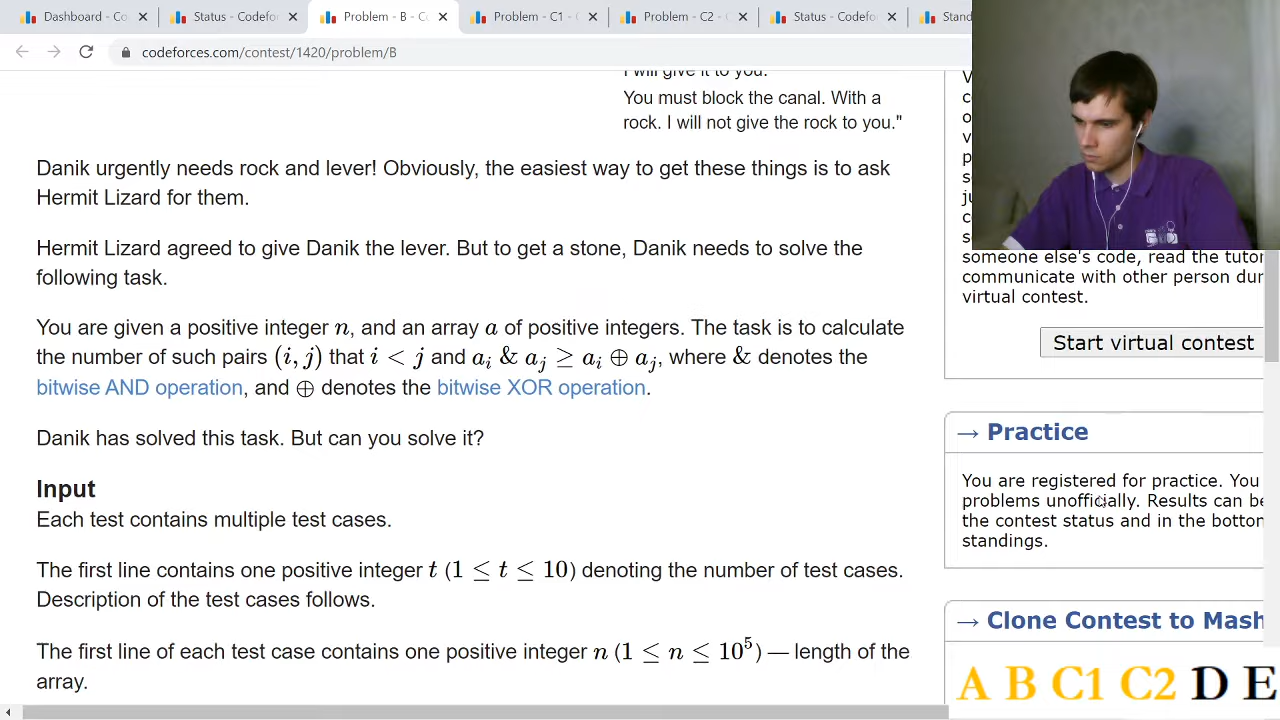 Dashboard - Co
Status - Codefor
Problem - B - Co
Problem - C1 -
Problem - C2 -
Status - Codefo
Stand
codeforces.com/contest/1420/problem/B
I will give it to you.
You must block the canal. With a
rock. I will not give the rock to you."
Danik urgently needs rock and lever! Obviously, the easiest way to get these things is to ask
Hermit Lizard for them.
Hermit Lizard agreed to give Danik the lever. But to get a stone, Danik needs to solve the
following task.
You are given a positive integer n, and an array a of positive integers. The task is to calculate
the number of such pairs (i, j) that i < j and a_i & a_j ≥ a_i ⊕ a_j, where & denotes the
bitwise AND operation, and ⊕ denotes the bitwise XOR operation.
Danik has solved this task. But can you solve it?
Input
Each test contains multiple test cases.
The first line contains one positive integer t (1 ≤ t ≤ 10) denoting the number of test cases.
Description of the test cases follows.
The first line of each test case contains one positive integer n (1 ≤ n ≤ 10^5) — length of the
array.
someone else's code, read the tutor
communicate with other person dur
virtual contest.
Start virtual contest
→ Practice
You are registered for practice. You
problems unofficially. Results can be
the contest status and in the bottom
standings.
→ Clone Contest to Mash
A B C1 C2 D E